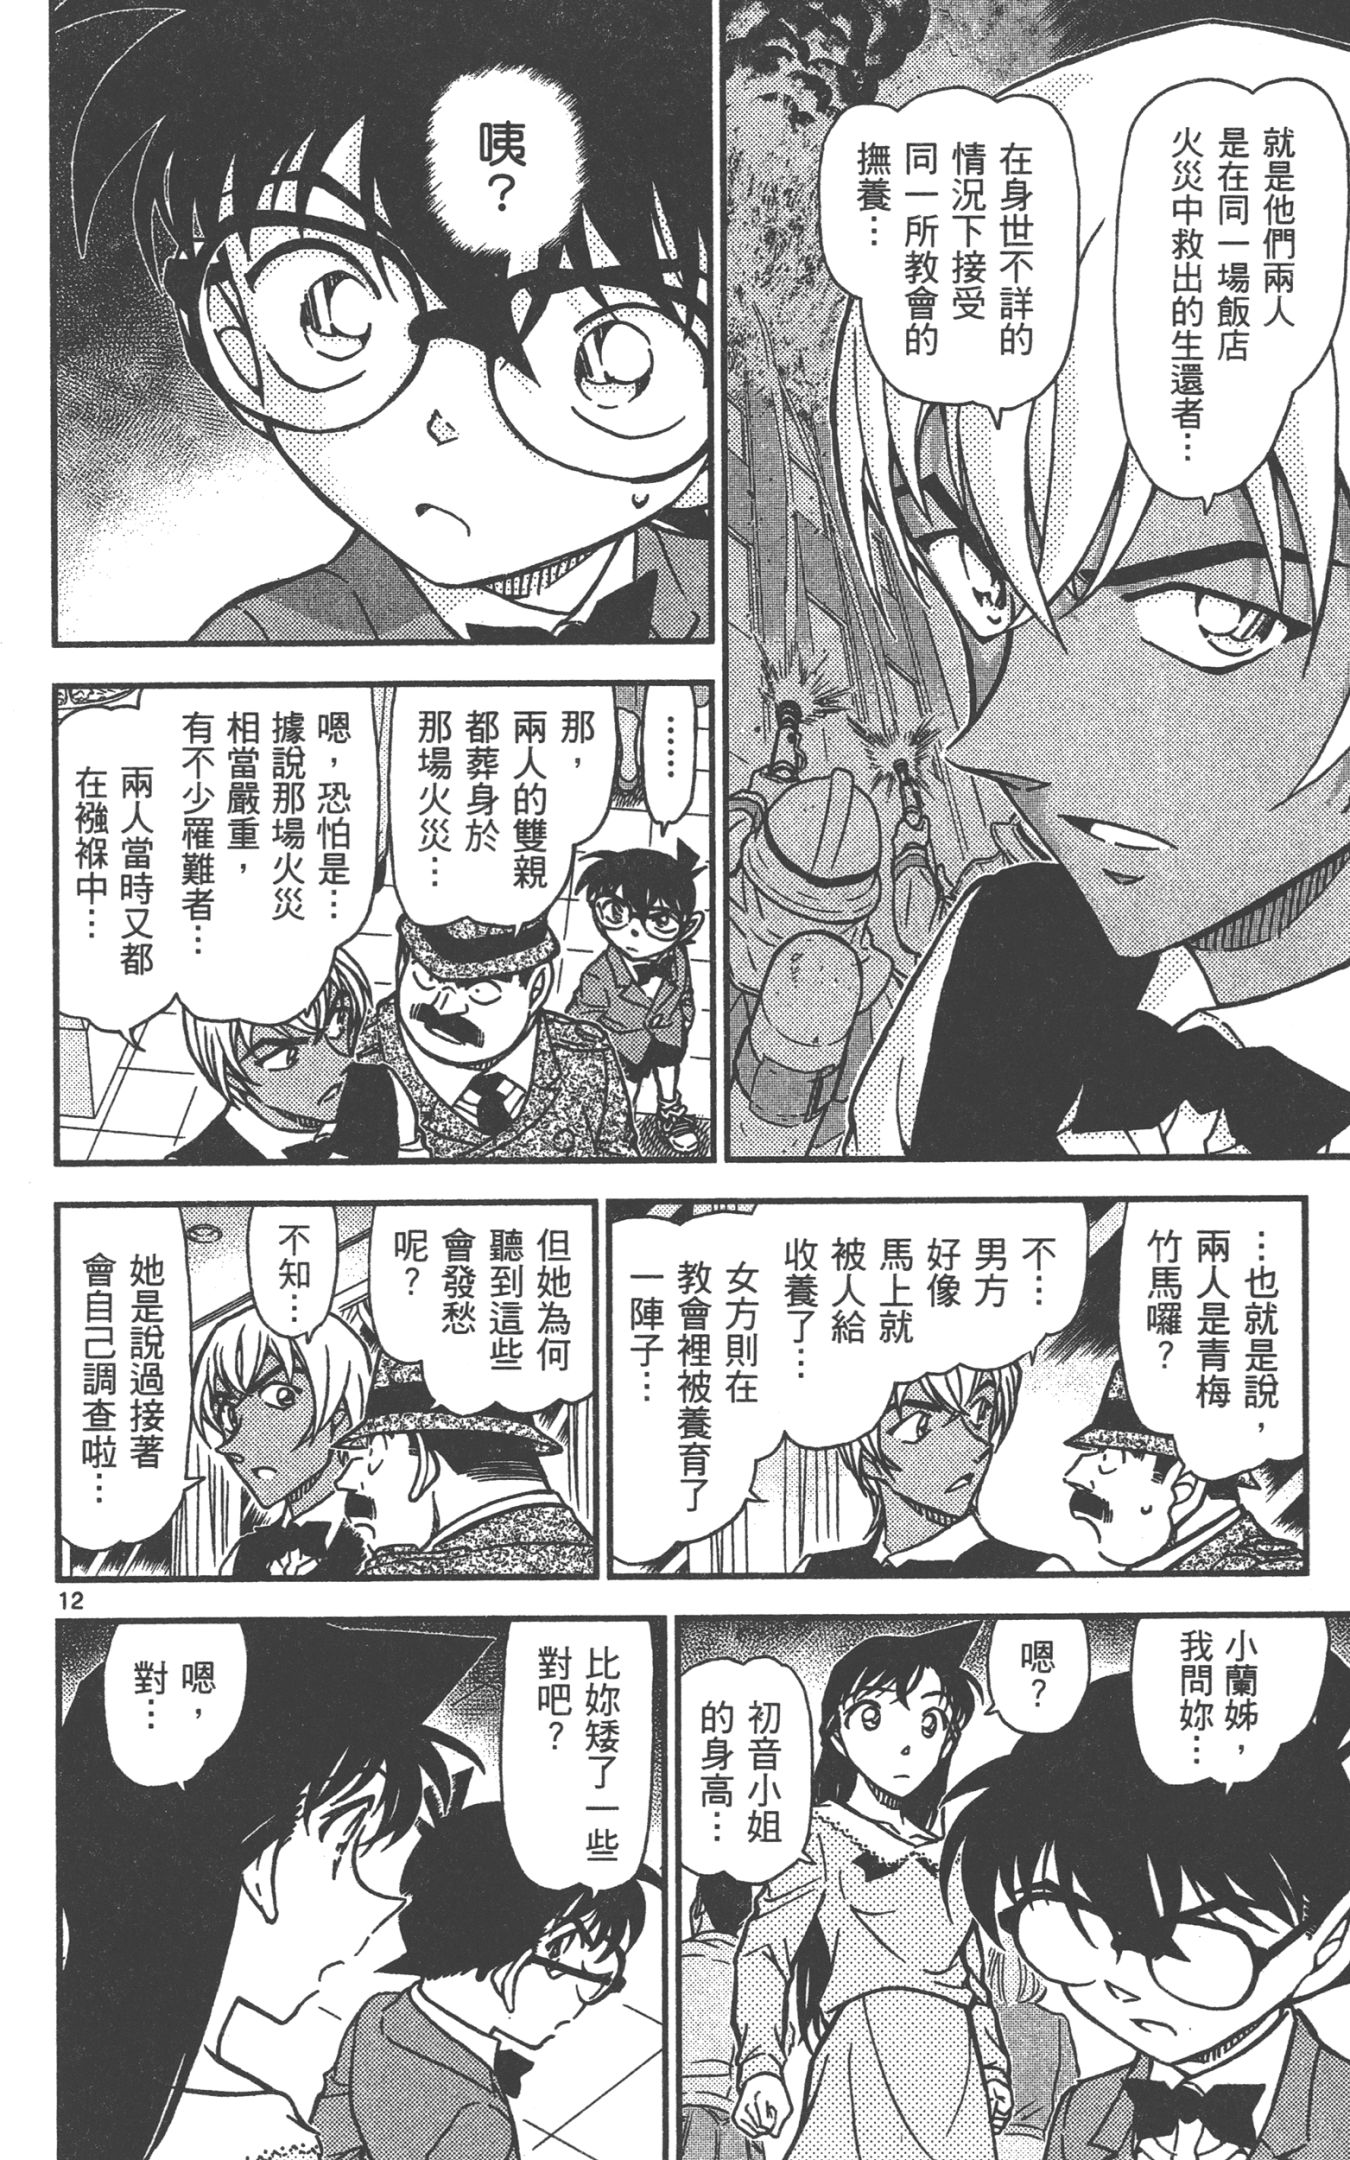 就是他們兩人
是在同一場飯店
火災中救出的生還者…
在身世不詳的
情況下接受
同一所教會的
撫養…
咦？
……
那，
兩人的雙親
都葬身於
那場火災…
嗯，恐怕是…
據說那場火災
相當嚴重，
有不少罹難者…
兩人當時又都
在襁褓中…
…也就是說，
兩人是青梅
竹馬囉？
不…
男方
好像
馬上就
被人給
收養了…
女方則在
教會裡被養育了
一陣子…
但她為何
聽到這些
會發愁
呢？
不知…
她是說過接著
會自己調查啦…
12
小蘭姊，
我問妳…
嗯？
初音小姐
的身高…
比妳矮了一些
對吧？
嗯，
對…